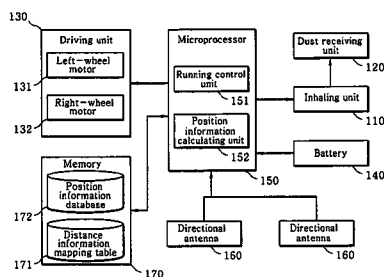 130
Driving unit
Left-wheel motor
131
Right-wheel motor
132
Memory
Position information database
172
Distance information mapping table
171
170
Microprocessor
Running control unit
151
Position information calculating unit
152
150
Directional antenna
160
Directional antenna
160
Dust receiving unit
120
Inhaling unit
110
Battery
140